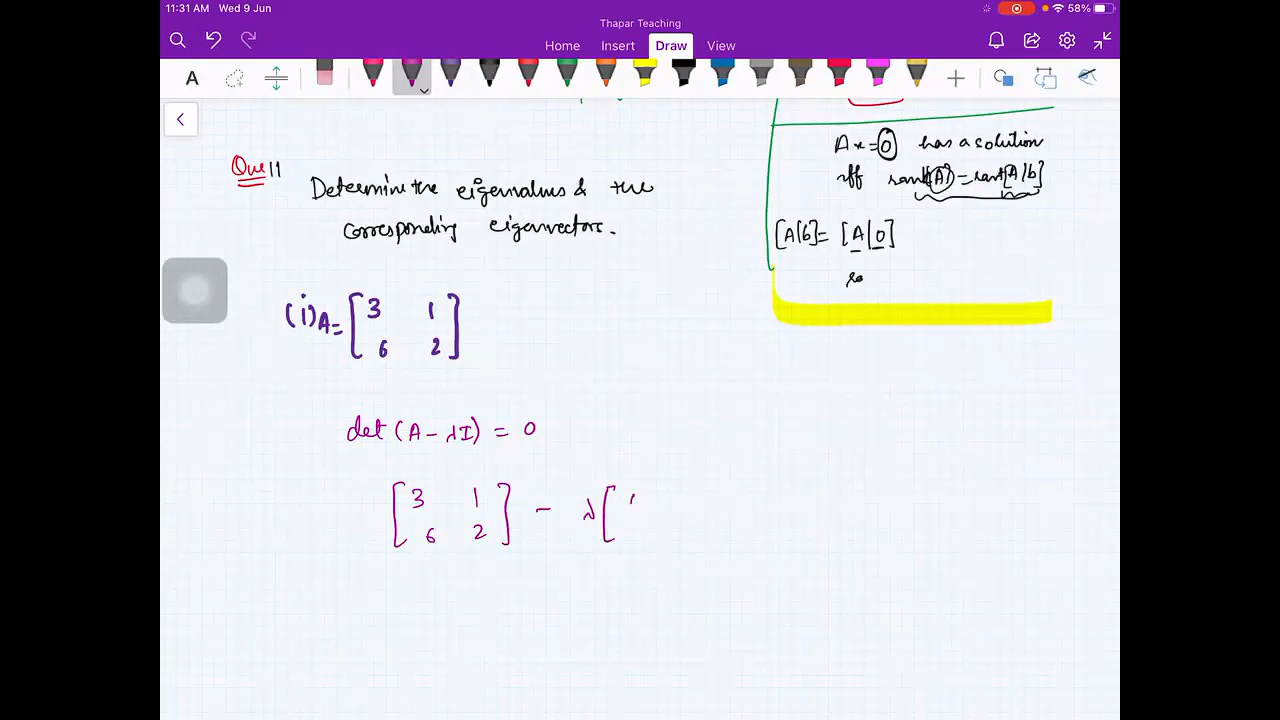 11:31 AM Wed 9 Jun
58%
Thapar Teaching
Home Insert Draw View
A
Ax=0 has a solution
iff rank(A)=rank[A|b]
[A|b]= [A|0]
ra
Que 11
Determine the eigenvalues & the
corresponding eigenvectors.
(i) A= [3 1
6 2]
det (A - λI) = 0
[3 1
6 2] - λ[ 1